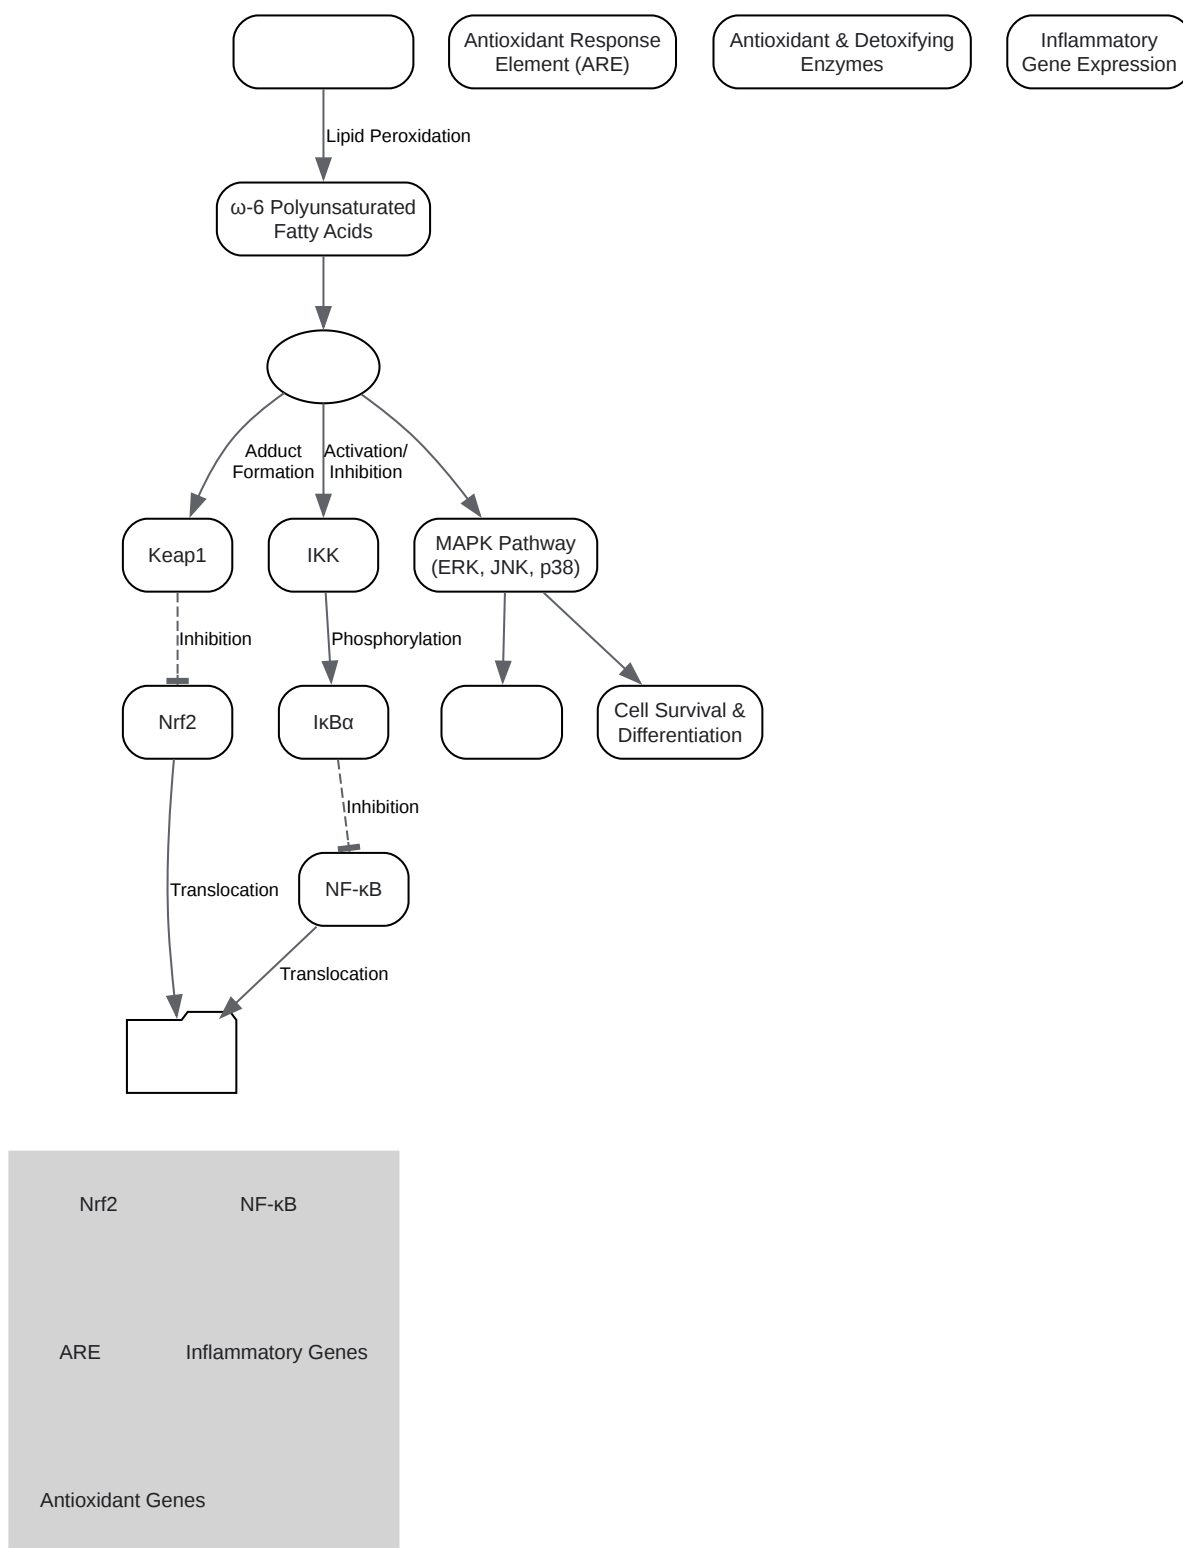 Antioxidant Response
Element (ARE)
Antioxidant & Detoxifying
Enzymes
Inflammatory
Gene Expression
Lipid Peroxidation
ω-6 Polyunsaturated
Fatty Acids
Adduct
Formation
Activation/
Inhibition
Keap1
IKK
MAPK Pathway
(ERK, JNK, p38)
Inhibition
Phosphorylation
Nrf2
IκBα
Cell Survival &
Differentiation
Inhibition
Translocation
NF-κB
Translocation
Nrf2
NF-κB
ARE
Inflammatory Genes
Antioxidant Genes